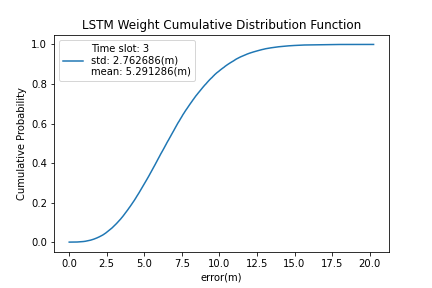 LSTM Weight Cumulative Distribution Function
Time slot: 3
std: 2.762686(m)
mean: 5.291286(m)
Cumulative Probability
1.0
0.8
0.6
0.4
0.2
0.0
0.0 2.5 5.0 7.5 10.0 12.5 15.0 17.5 20.0
error(m)